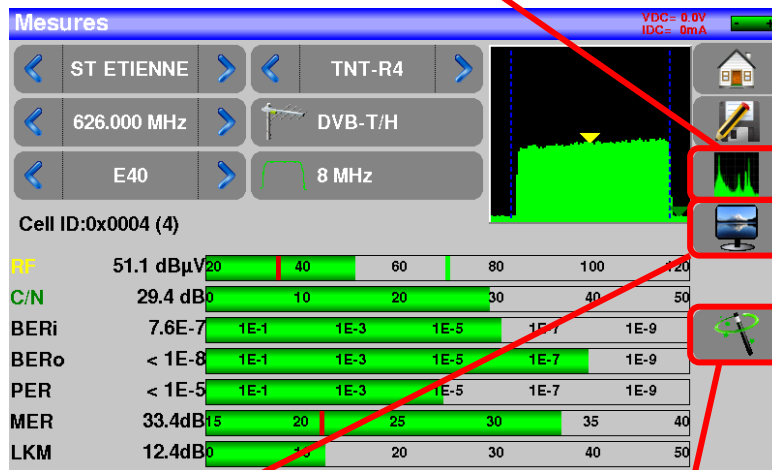 Mesures
VDC= 0.0V
IDC= 0mA
ST ETIENNE
TNT-R4
626.000 MHz
DVB-T/H
E40
8 MHz
Cell ID:0x0004 (4)
RF 51.1 dBµV 20 40 60 80 100 120
C/N 29.4 dB 0 10 20 30 40 50
BERi 7.6E-7 1E-1 1E-3 1E-5 1E-7 1E-9
BERo < 1E-8 1E-1 1E-3 1E-5 1E-7 1E-9
PER < 1E-5 1E-1 1E-3 1E-5 1E-7 1E-9
MER 33.4dB 15 20 25 30 35 40
LKM 12.4dB 0 10 20 30 40 50